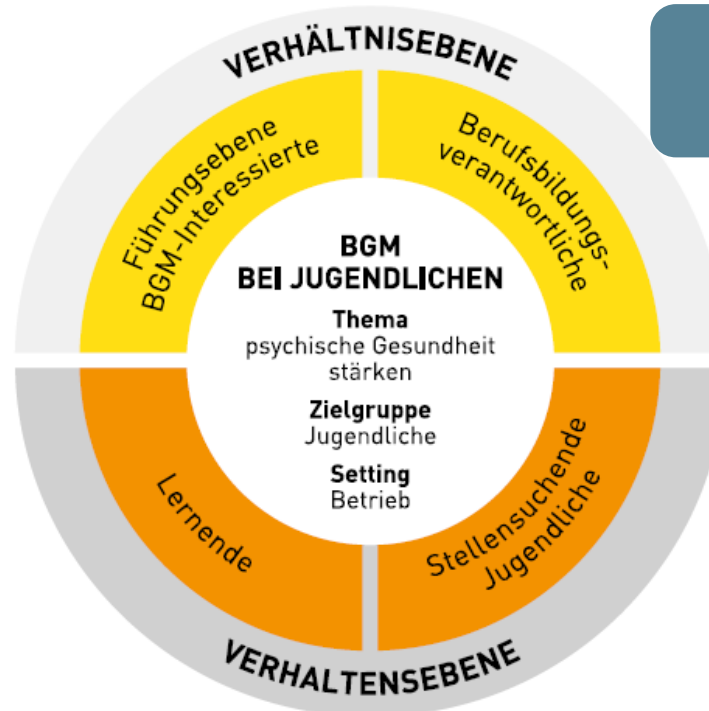 VERHÄLTNISEBENE
Führungsebene
BGM-Interessierte
Berufsbildungs-
verantwortliche
BGM
BEI JUGENDLICHEN
Thema
psychische Gesundheit
stärken
Zielgruppe
Jugendliche
Setting
Betrieb
Lernende
Stellensuchende
Jugendliche
VERHALTENSEBENE